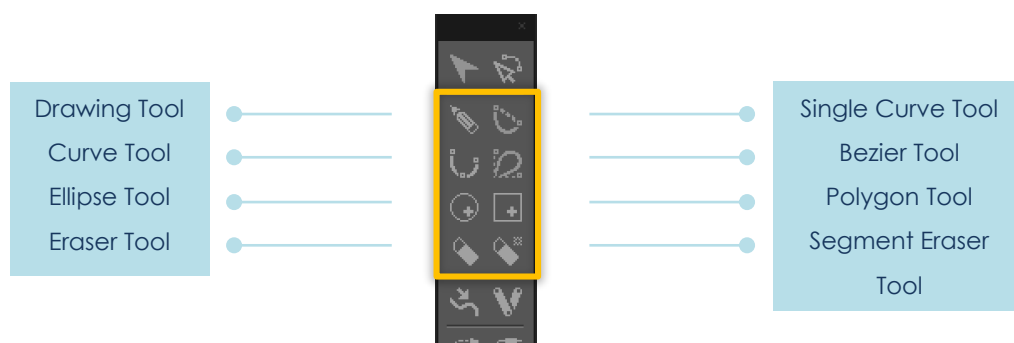 Drawing Tool
Curve Tool
Ellipse Tool
Eraser Tool
Single Curve Tool
Bezier Tool
Polygon Tool
Segment Eraser
Tool